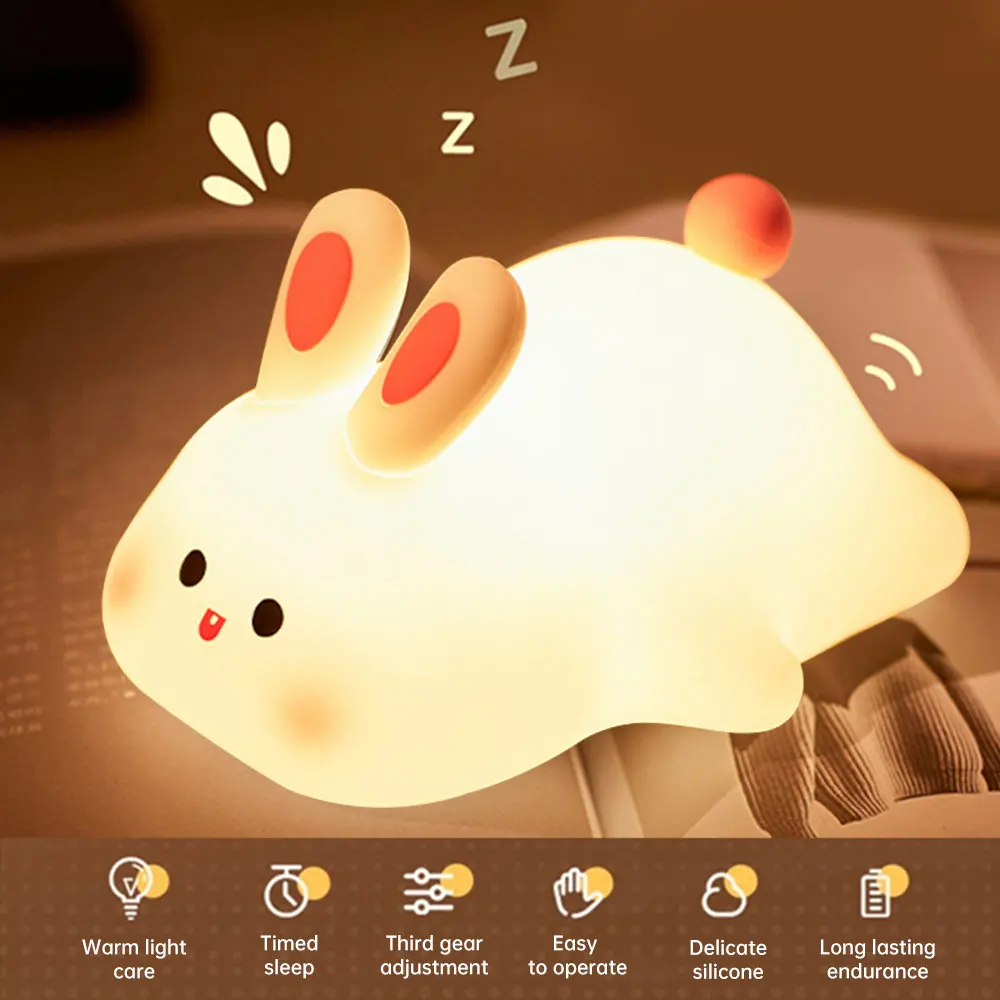 Z
Z
Warm light
care
Timed
sleep
Third gear
adjustment
Easy
to operate
Delicate
silicone
Long lasting
endurance